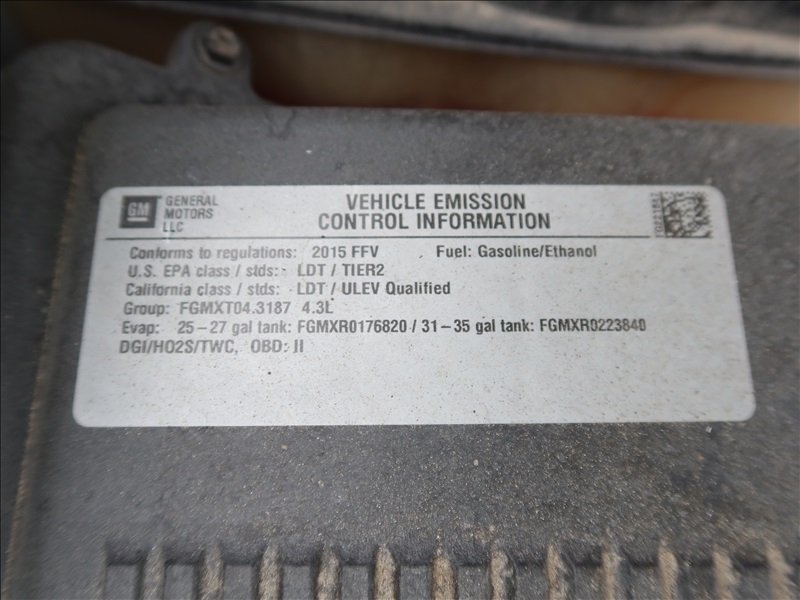 GM
GENERAL
MOTORS
LLC
VEHICLE EMISSION
CONTROL INFORMATION
Conforms to regulations: 2015 FFV Fuel: Gasoline/Ethanol
U.S. EPA class / stds: LDT / TIER2
California class / stds: LDT / ULEV Qualified
Group: FGMXT04.3187 4.3L
Evap: 25-27 gal tank: FGMXR0176820 / 31-35 gal tank: FGMXR0223840
DGI/HO2S/TWC, OBD: II